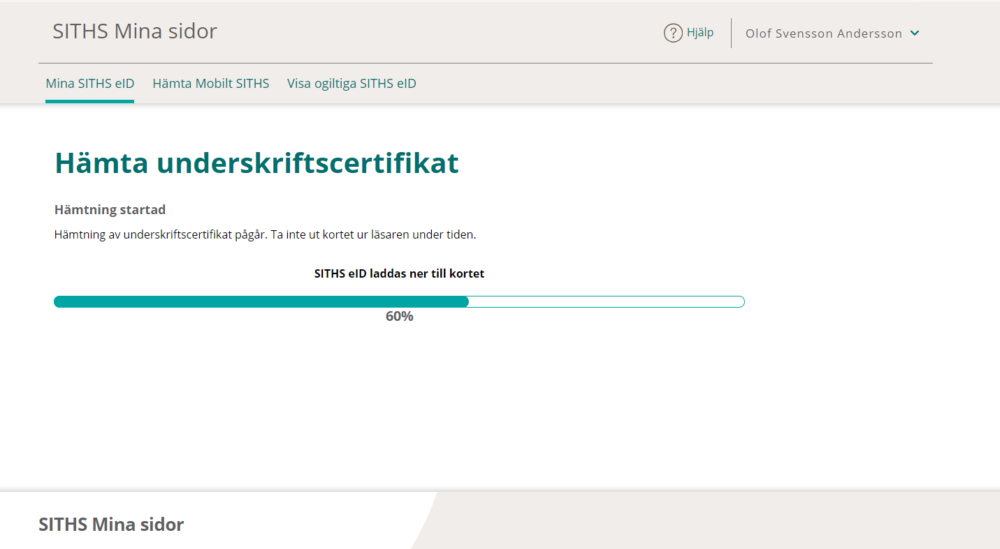 SITHS Mina sidor
? Hjälp
Olof Svensson Andersson
Mina SITHS eID Hämta Mobilt SITHS Visa ogiltiga SITHS eID
Hämta underskriftscertifikat
Hämtning startad
Hämtning av underskriftscertifikat pågår. Ta inte ut kortet ur läsaren under tiden.
SITHS eID laddas ner till kortet
60%
SITHS Mina sidor